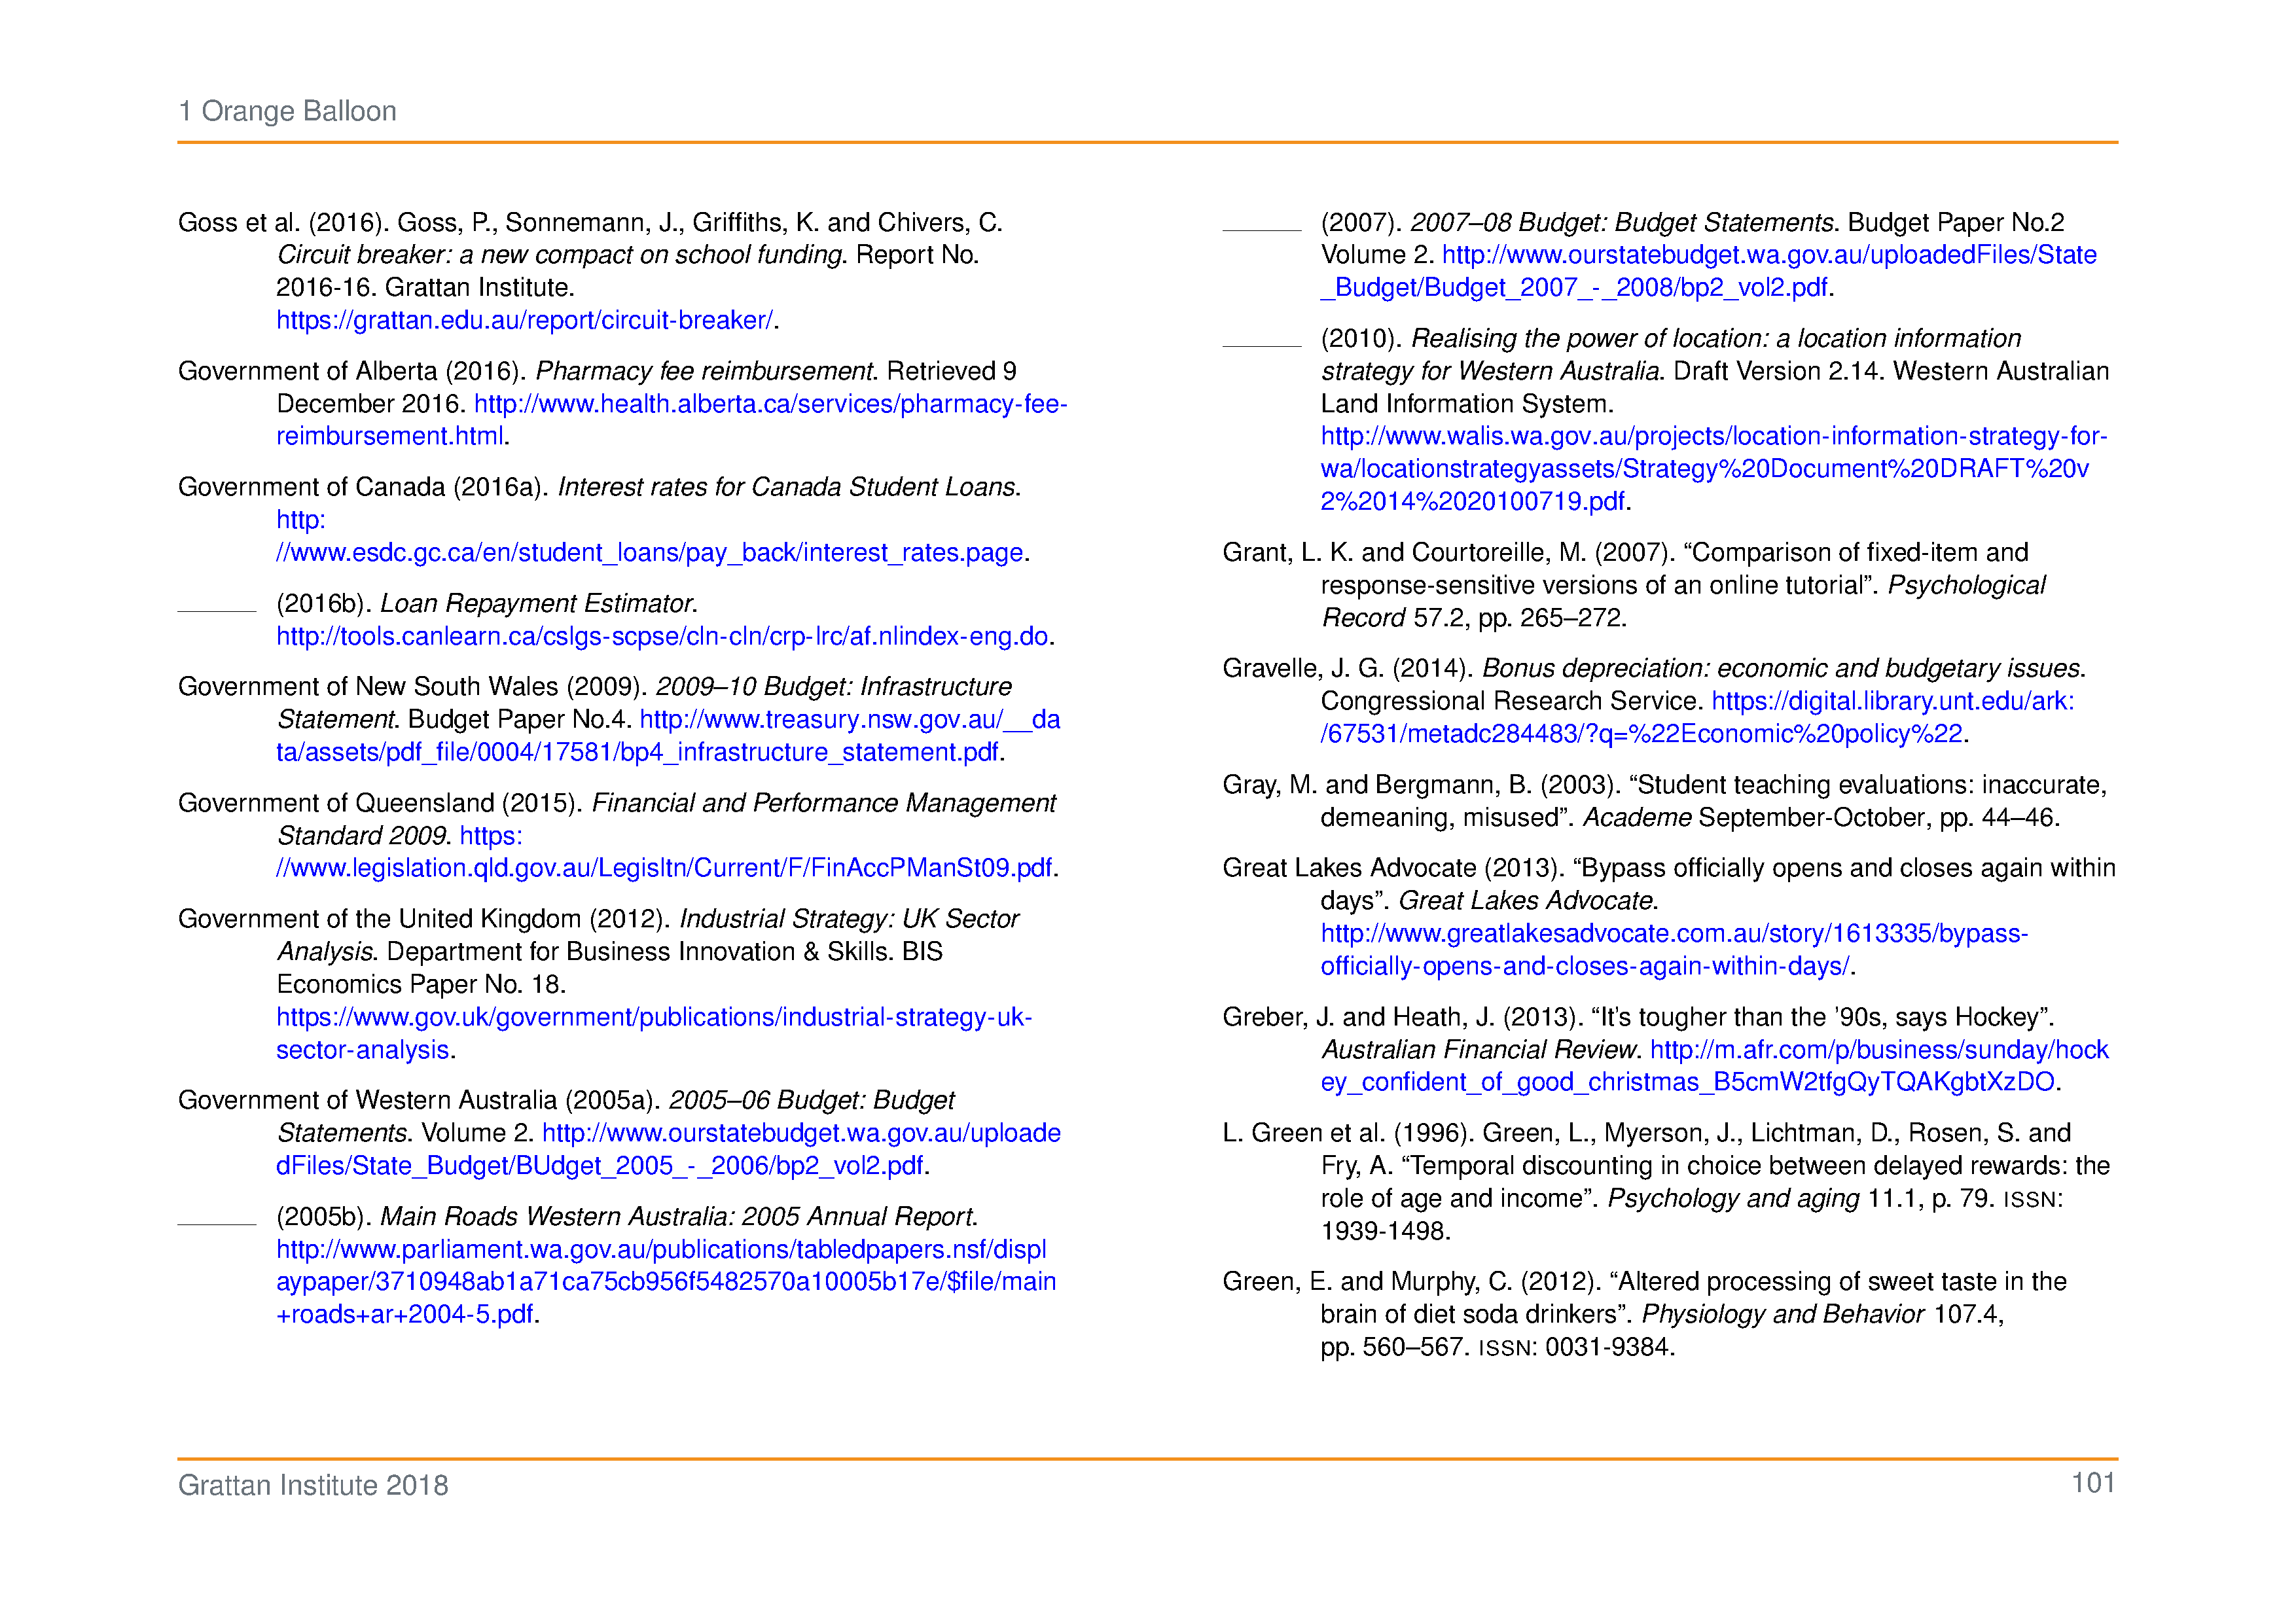 1 Orange Balloon
Goss et al. (2016). Goss, P., Sonnemann, J., Griffiths, K. and Chivers, C.
Circuit breaker: a new compact on school funding. Report No.
2016-16. Grattan Institute.
https://grattan.edu.au/report/circuit-breaker/.
Government of Alberta (2016). Pharmacy fee reimbursement. Retrieved 9
December 2016. http://www.health.alberta.ca/services/pharmacy-fee-
reimbursement.html.
Government of Canada (2016a). Interest rates for Canada Student Loans.
http:
//www.esdc.gc.ca/en/student_loans/pay_back/interest_rates.page.
(2016b). Loan Repayment Estimator.
http://tools.canlearn.ca/cslgs-scpse/cln-cln/crp-lrc/af.nlindex-eng.do.
Government of New South Wales (2009). 2009–10 Budget: Infrastructure
Statement. Budget Paper No.4. http://www.treasury.nsw.gov.au/__da
ta/assets/pdf_file/0004/17581/bp4_infrastructure_statement.pdf.
Government of Queensland (2015). Financial and Performance Management
Standard 2009. https:
//www.legislation.qld.gov.au/LegisItn/Current/F/FinAccPManSt09.pdf.
Government of the United Kingdom (2012). Industrial Strategy: UK Sector
Analysis. Department for Business Innovation & Skills. BIS
Economics Paper No. 18.
https://www.gov.uk/government/publications/industrial-strategy-uk-
sector-analysis.
Government of Western Australia (2005a). 2005–06 Budget: Budget
Statements. Volume 2. http://www.ourstatebudget.wa.gov.au/uploade
dFiles/State_Budget/BUdget_2005_-_2006/bp2_vol2.pdf.
(2005b). Main Roads Western Australia: 2005 Annual Report.
http://www.parliament.wa.gov.au/publications/tabledpapers.nsf/displ
aypaper/3710948ab1a71ca75cb956f5482570a10005b17e/$file/main
+roads+ar+2004-5.pdf.
(2007). 2007–08 Budget: Budget Statements. Budget Paper No.2
Volume 2. http://www.ourstatebudget.wa.gov.au/uploadedFiles/State
_Budget/Budget_2007_-_2008/bp2_vol2.pdf.
(2010). Realising the power of location: a location information
strategy for Western Australia. Draft Version 2.14. Western Australian
Land Information System.
http://www.walis.wa.gov.au/projects/location-information-strategy-for-
wa/locationstrategyassets/Strategy%20Document%20DRAFT%20v
2%2014%2020100719.pdf.
Grant, L. K. and Courtoreille, M. (2007). “Comparison of fixed-item and
response-sensitive versions of an online tutorial”. Psychological
Record 57.2, pp. 265–272.
Gravelle, J. G. (2014). Bonus depreciation: economic and budgetary issues.
Congressional Research Service. https://digital.library.unt.edu/ark:
/67531/metadc284483/?q=%22Economic%20policy%22.
Gray, M. and Bergmann, B. (2003). “Student teaching evaluations: inaccurate,
demeaning, misused”. Academe September-October, pp. 44–46.
Great Lakes Advocate (2013). “Bypass officially opens and closes again within
days”. Great Lakes Advocate.
http://www.greatlakesadvocate.com.au/story/1613335/bypass-
officially-opens-and-closes-again-within-days/.
Greber, J. and Heath, J. (2013). “It’s tougher than the ’90s, says Hockey”.
Australian Financial Review. http://m.afr.com/p/business/sunday/hock
ey_confident_of_good_christmas_B5cmW2tfgQyTQAKgbtXzDO.
L. Green et al. (1996). Green, L., Myerson, J., Lichtman, D., Rosen, S. and
Fry, A. “Temporal discounting in choice between delayed rewards: the
role of age and income”. Psychology and aging 11.1, p. 79. ISSN:
1939-1498.
Green, E. and Murphy, C. (2012). “Altered processing of sweet taste in the
brain of diet soda drinkers”. Physiology and Behavior 107.4,
pp. 560–567. ISSN: 0031-9384.
Grattan Institute 2018
101